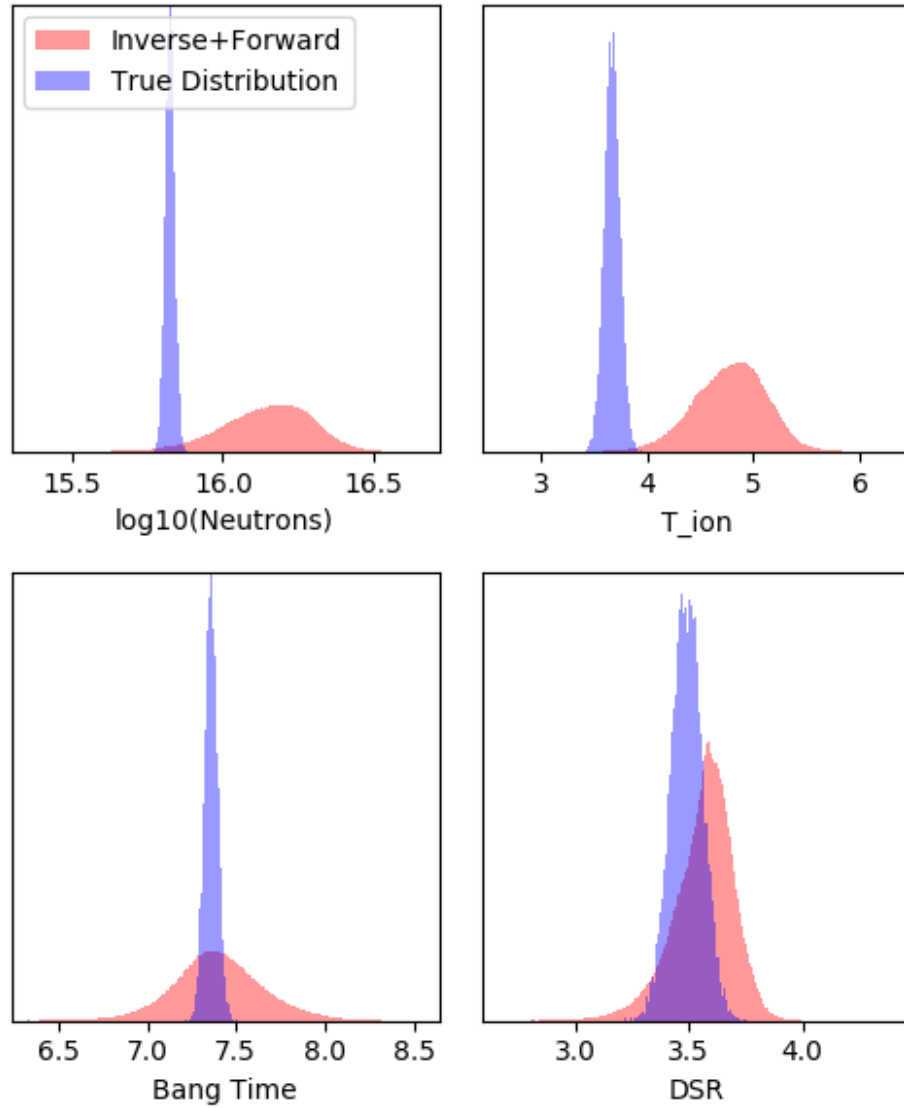 Inverse+Forward
True Distribution
15.5 16.0 16.5
log10(Neutrons)
3 4 5 6
T_ion
6.5 7.0 7.5 8.0 8.5
Bang Time
3.0 3.5 4.0
DSR